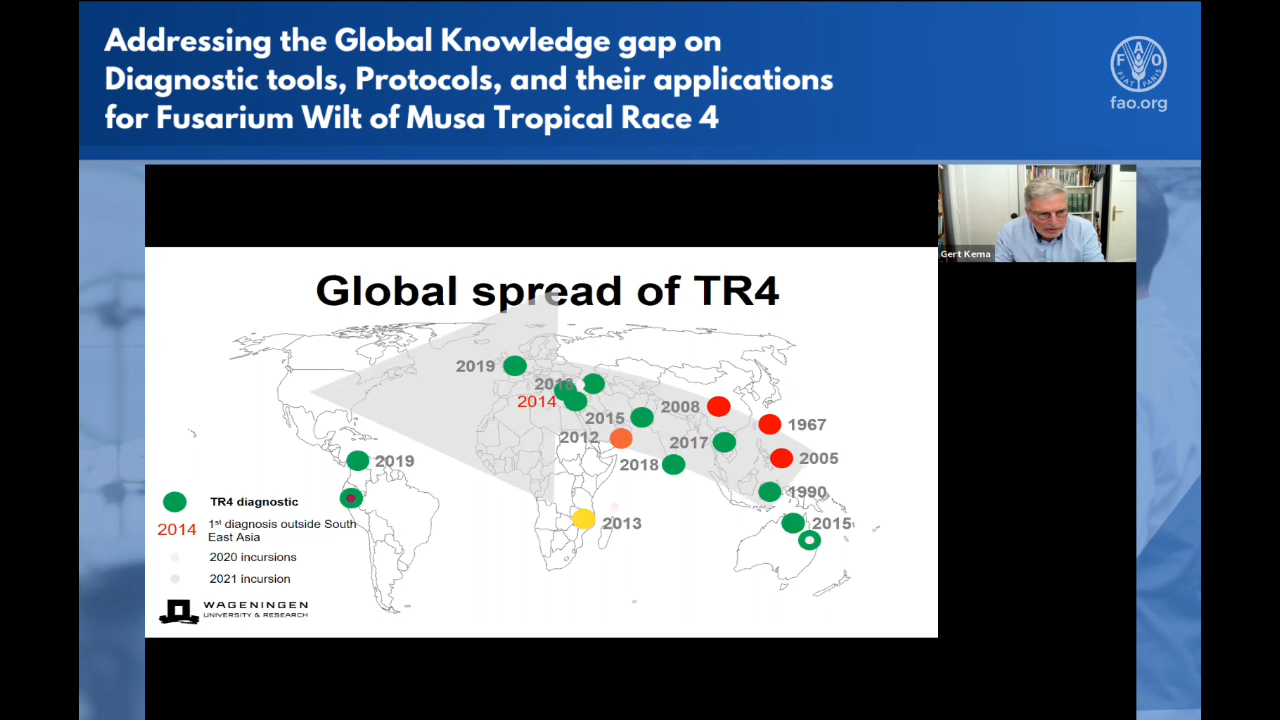 Addressing the Global Knowledge gap on
Diagnostic tools, Protocols, and their applications
for Fusarium Wilt of Musa Tropical Race 4
F A O
FIAT PANIS
fao.org
Gert Kema
Global spread of TR4
2019
2014
2015
2012
2008
2017
2018
1967
2005
1990
2019
2013
2015
TR4 diagnostic
2014
1st diagnosis outside South
East Asia
2020 incursions
2021 incursion
WAGENINGEN
UNIVERSITY & RESEARCH